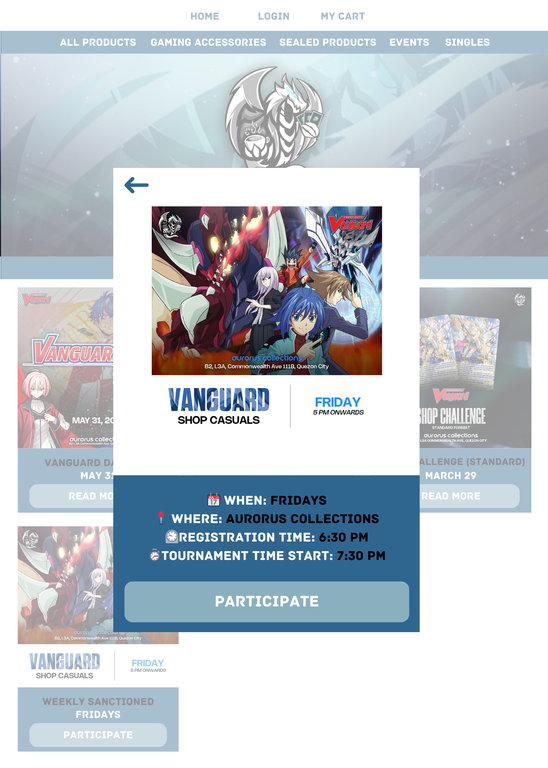 HOME LOGIN MY CART
ALL PRODUCTS GAMING ACCESSORIES SEALED PRODUCTS EVENTS SINGLES
VANGUARD
aurorus collections
B2, L3A, Commonwealth Ave 1118, Quezon City
VANGUARD
SHOP CASUALS
FRIDAY
5 PM ONWARDS
WHEN: FRIDAYS
WHERE: AURORUS COLLECTIONS
REGISTRATION TIME: 6:30 PM
TOURNAMENT TIME START: 7:30 PM
PARTICIPATE
VANGUARD
MAY 31, 20
aurorus collect
VANGUARD DA
MAY 31
READ MO
VANGUARD
SHOP CHALLENGE
STANDARD FORMAT
aurorus collections
ALLENGE (STANDARD)
MARCH 29
READ MORE
B2, L3A, Commonwealth Ave 1118, Quezon City
VANGUARD
SHOP CASUALS
FRIDAY
5 PM ONWARDS
WEEKLY SANCTIONED
FRIDAYS
PARTICIPATE